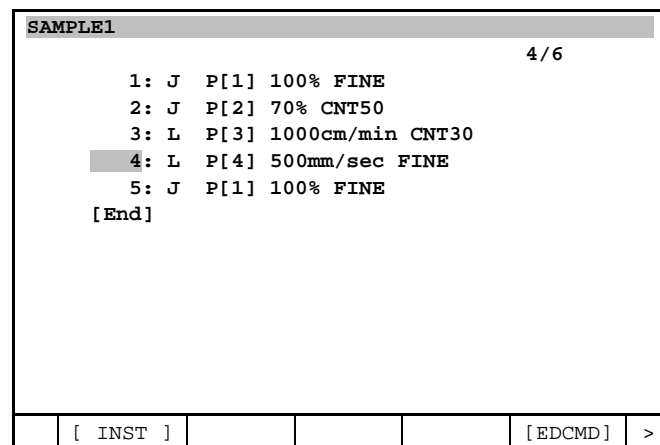 SAMPLE1
4/6
1: J P[1] 100% FINE
2: J P[2] 70% CNT50
3: L P[3] 1000cm/min CNT30
4: L P[4] 500mm/sec FINE
5: J P[1] 100% FINE
[End]
[ INST ] [EDCMD] >